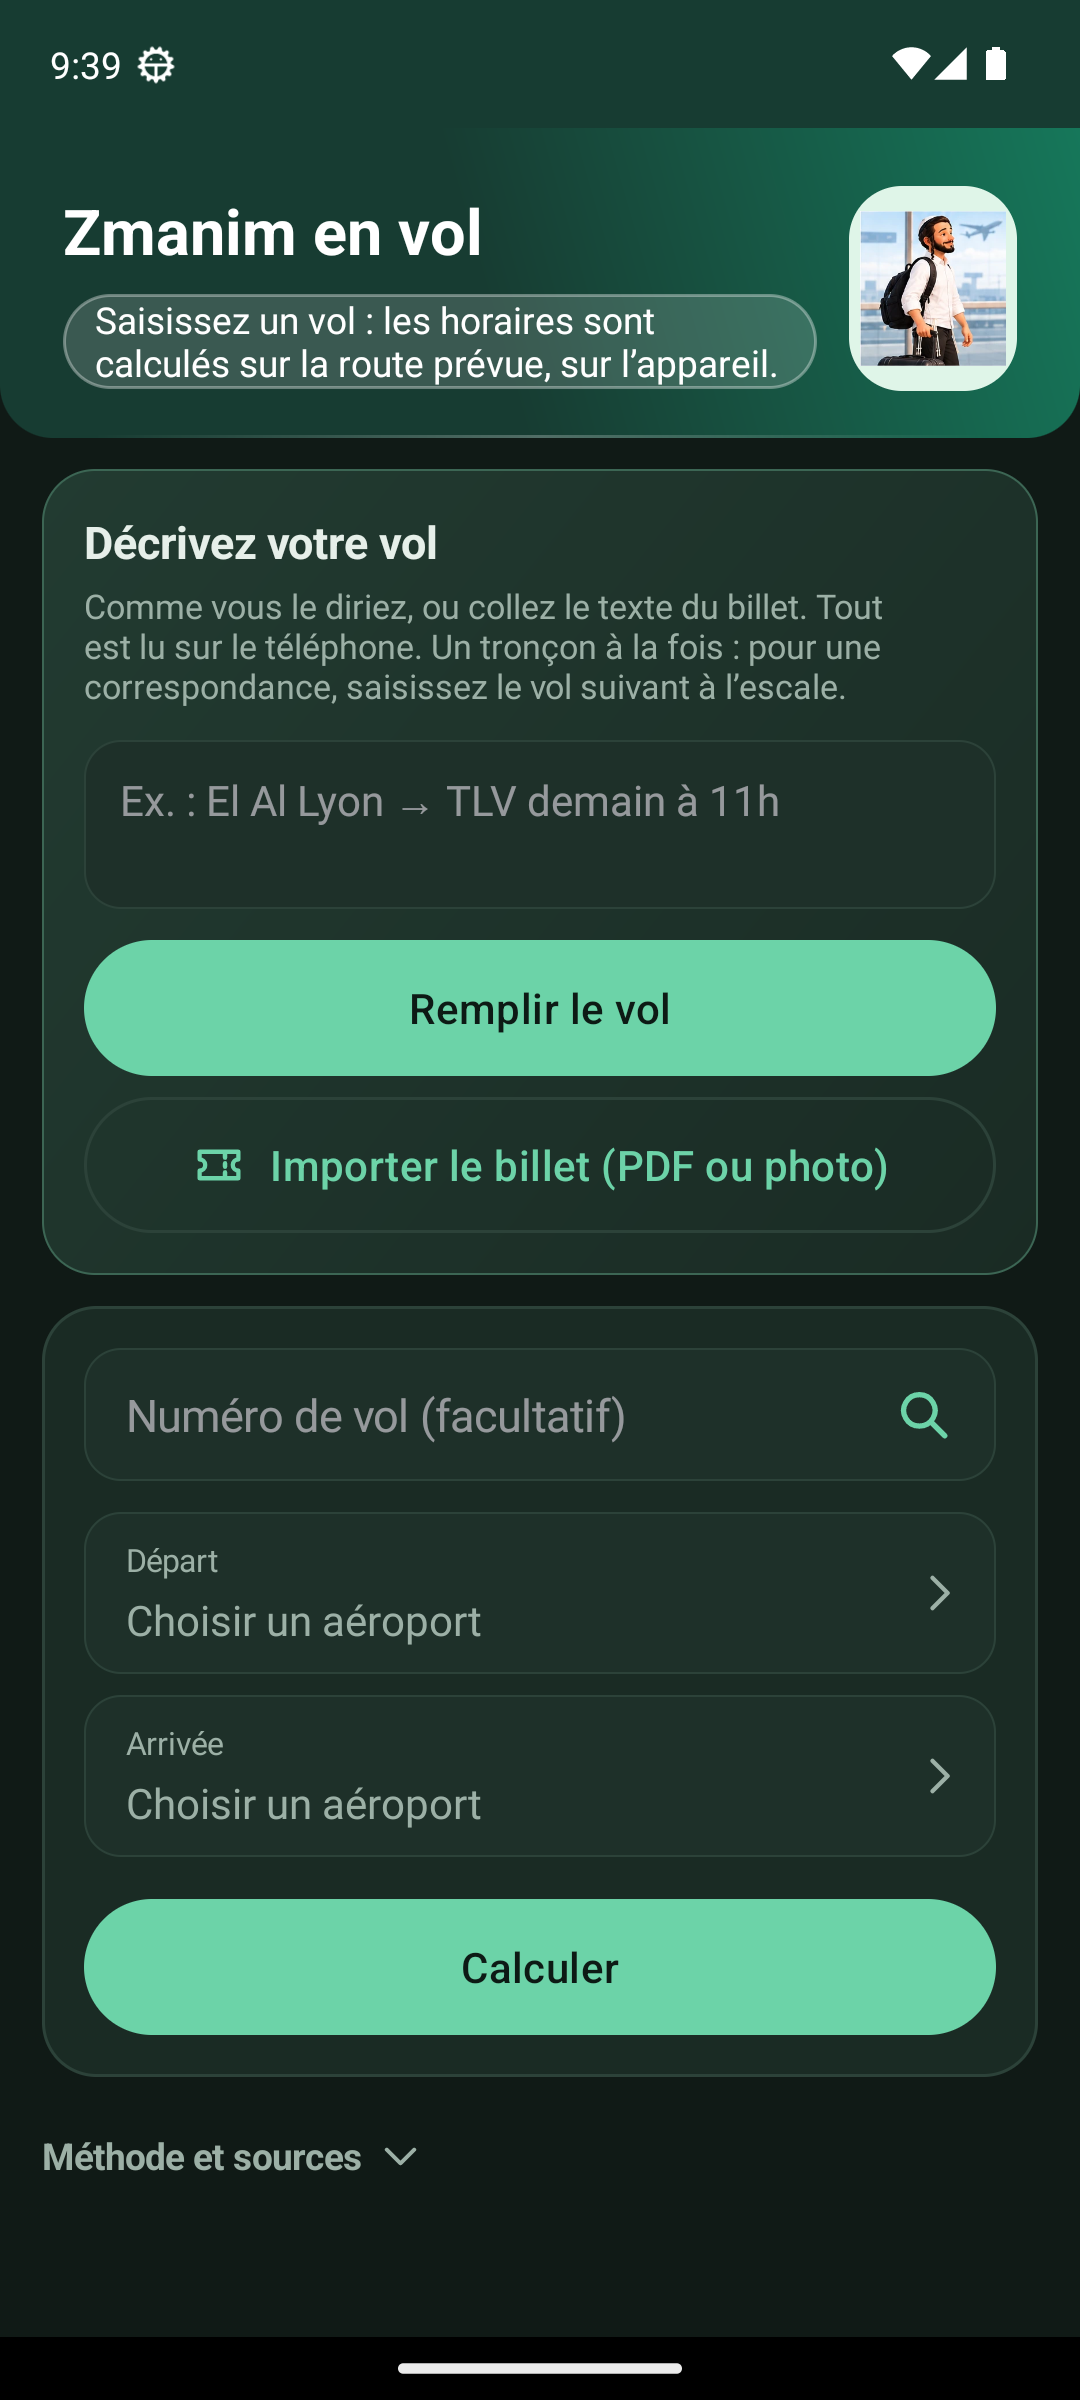 9:39
Zmanim en vol
Saisissez un vol : les horaires sont
calculés sur la route prévue, sur l’appareil.
Décrivez votre vol
Comme vous le diriez, ou collez le texte du billet. Tout
est lu sur le téléphone. Un tronçon à la fois : pour une
correspondance, saisissez le vol suivant à l’escale.
Ex. : El Al Lyon → TLV demain à 11h
Remplir le vol
Importer le billet (PDF ou photo)
Numéro de vol (facultatif)
Départ
Choisir un aéroport
Arrivée
Choisir un aéroport
Calculer
Méthode et sources